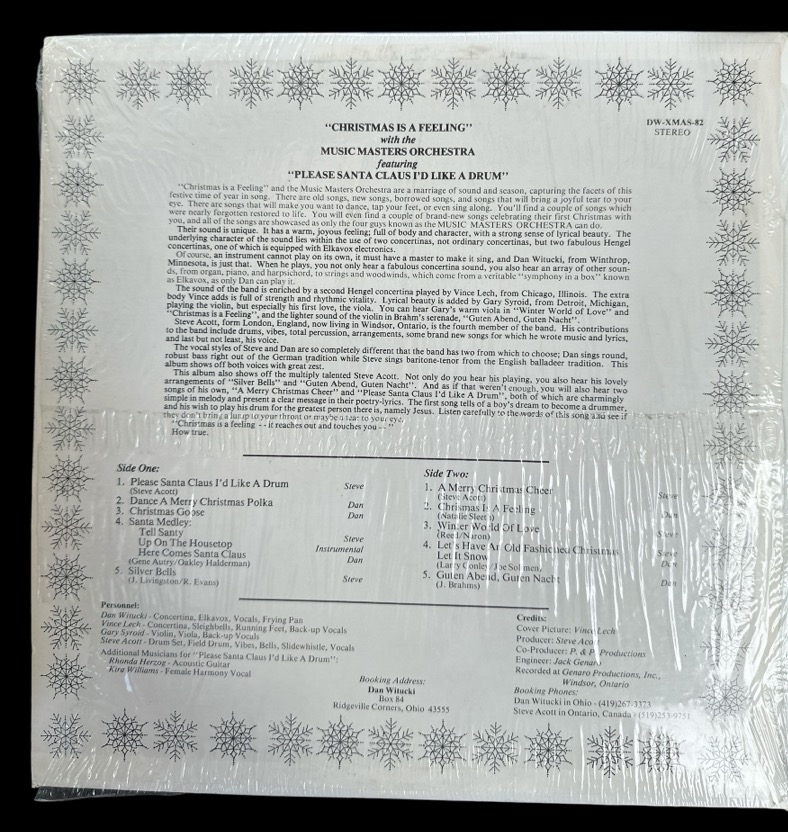 DW-XMAS-82
STEREO
"CHRISTMAS IS A FEELING"
with the
MUSIC MASTERS ORCHESTRA
featuring
"PLEASE SANTA CLAUS I'D LIKE A DRUM"
"Christmas is a Feeling" and the Music Masters Orchestra are a marriage of sound and season, capturing the facets of this
festive time of year in song. There are old songs, new songs, borrowed songs, and songs that will bring a joyful tear to your
eye. There are songs that will make you want to dance, tap your feet, or even sing along. You'll find a couple of songs which
were nearly forgotten restored to life. You will even find a couple of brand-new songs celebrating their first Christmas with
you, and all of the songs are showcased as only the four guys known as the MUSIC MASTERS ORCHESTRA can do.
Their sound is unique. It has a warm, joyous feeling; full of body and character, with a strong sense of lyrical beauty. The
underlying character of the sound lies within the use of two concertinas, not ordinary concertinas, but two fabulous Hengel
concertinas, one of which is equipped with Elkavox electronics.
Of course, an instrument cannot play on its own, it must have a master to make it sing, and Dan Witucki, from Winthrop,
Minnesota, is just that. When he plays, you not only hear a fabulous concertina sound, you also hear an array of other soun-
ds, from organ, piano, and harpsichord, to strings and woodwinds, which come from a veritable "symphony in a box" known
as Elkavox, as only Dan can play it.
The sound of the band is enriched by a second Hengel concertina played by Vince Lech, from Chicago, Illinois. The extra
body Vince adds is full of strength and rhythmic vitality. Lyrical beauty is added by Gary Syroid, from Detroit, Michigan,
playing the violin, but especially his first love, the viola. You can hear Gary's warm viola in "Winter World of Love" and
"Christmas is a Feeling", and the lighter sound of the violin in Brahm's serenade, "Guten Abend, Guten Nacht".
Steve Acott, form London, England, now living in Windsor, Ontario, is the fourth member of the band. His contributions
to the band include drums, vibes, total percussion, arrangements, some brand new songs for which he wrote music and lyrics,
and last but not least, his voice.
The vocal styles of Steve and Dan are so completely different that the band has two from which to choose; Dan sings round,
robust bass right out of the German tradition while Steve sings baritone-tenor from the English balladeer tradition. This
album shows off both voices with great zest.
This album also shows off the multiply talented Steve Acott. Not only do you hear his playing, you also hear his lovely
arrangements of "Silver Bells" and "Guten Abend, Guten Nacht". And as if that weren't enough, you will also hear two
songs of his own, "A Merry Christmas Cheer" and "Please Santa Claus I'd Like A Drum", both of which are charmingly
simple in melody and present a clear message in their poetry-lyrics. The first song tells of a boy's dream to become a drummer,
and his wish to play his drum for the greatest person there is, namely Jesus. Listen carefully to the words of this song and see if
they don't bring a lump to your throat or maybe a tear to your eye.
"Christmas is a feeling -- it reaches out and touches you -- "
How true.
Side One:
1. Please Santa Claus I'd Like A Drum Steve
(Steve Acott)
2. Dance A Merry Christmas Polka Dan
3. Christmas Goose Dan
4. Santa Medley:
Tell Santy Steve
Up On The Housetop Instrumental
Here Comes Santa Claus Dan
(Gene Autry/Oakley Halderman)
5. Silver Bells Steve
(J. Livingston/R. Evans)
Side Two:
1. A Merry Christmas Cheer Steve
(Steve Acott)
2. Christmas Is A Feeling Dan
(Natalie Sleeth)
3. Winter World Of Love Steve
(Reed/Mason)
4. Let's Have An Old Fashioned Christmas Steve
Let It Snow Dan
(Larry Conley/Joe Solomen,
5. Guten Abend, Guten Nacht Dan
(J. Brahms)
Personnel:
Dan Witucki - Concertina, Elkavox, Vocals, Frying Pan
Vince Lech - Concertina, Sleighbells, Running Feet, Back-up Vocals
Gary Syroid - Violin, Viola, Back-up Vocals
Steve Acott - Drum Set, Field Drum, Vibes, Bells, Slidewhistle, Vocals
Additional Musicians for "Please Santa Claus I'd Like A Drum":
Rhonda Herzog - Acoustic Guitar
Kira Williams - Female Harmony Vocal
Booking Address:
Dan Witucki
Box 84
Ridgeville Corners, Ohio 43555
Credits:
Cover Picture: Vince Lech
Producer: Steve Acott
Co-Producer: P. & P. Productions
Engineer: Jack Genaro
Recorded at Genaro Productions, Inc.,
Windsor, Ontario
Booking Phones:
Dan Witucki in Ohio - (419)267-3373
Steve Acott in Ontario, Canada - (519)253-9751